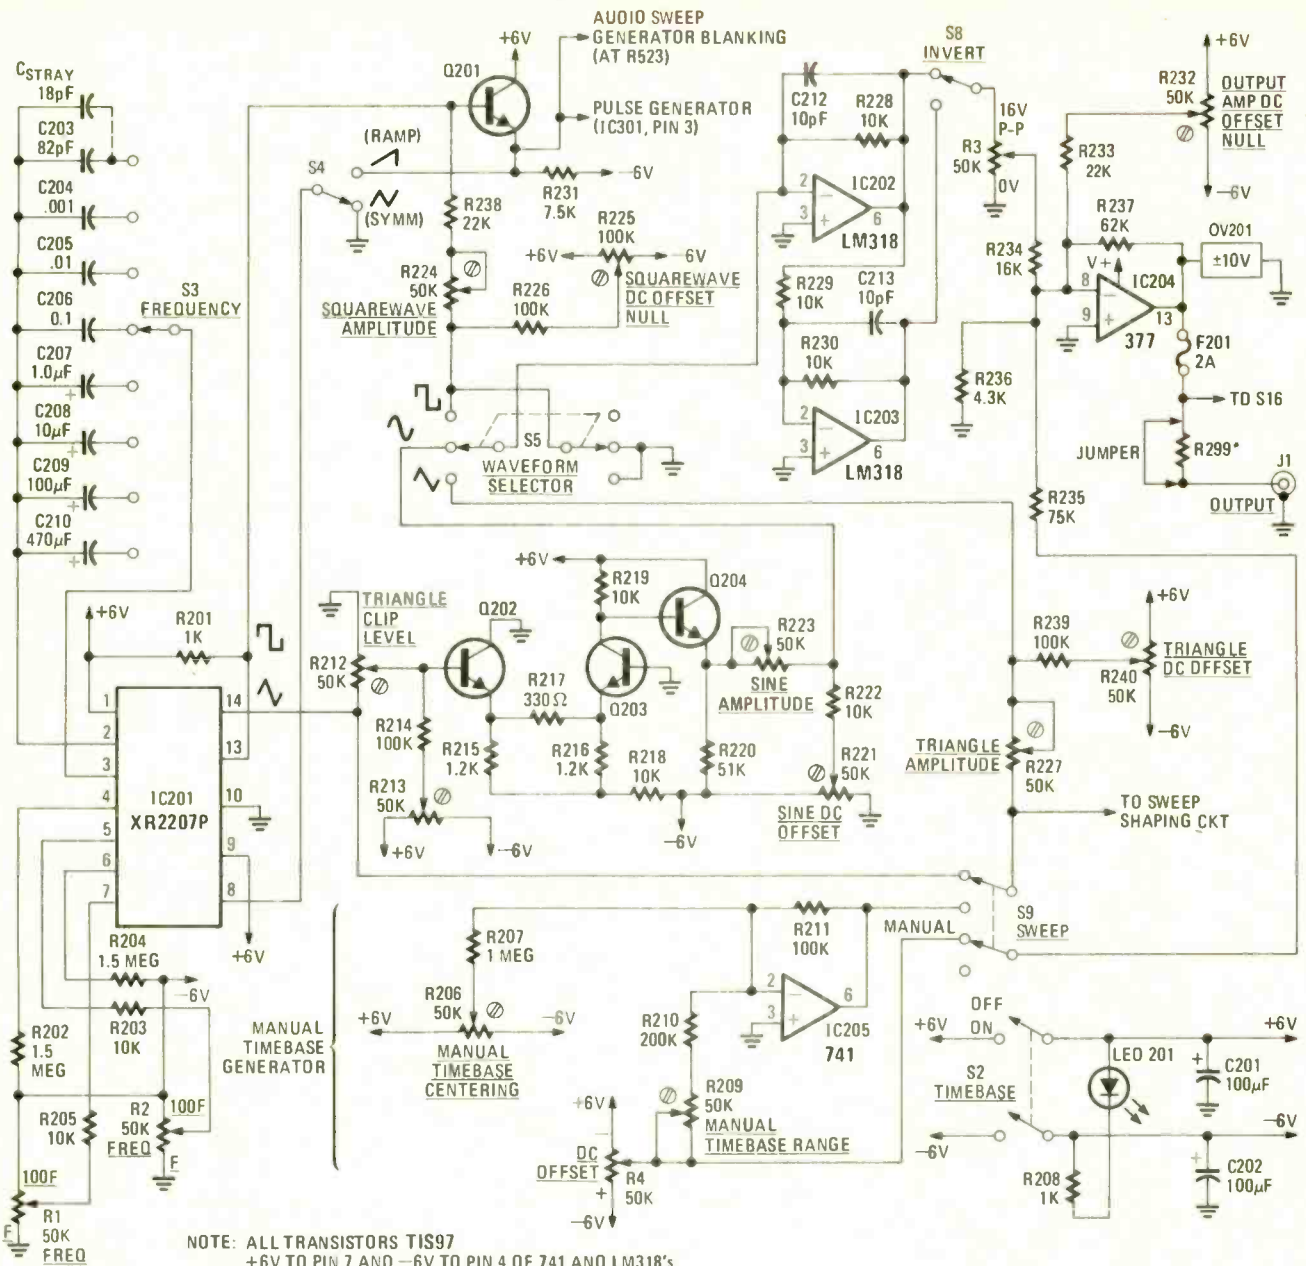 AUDIO SWEEP
GENERATOR BLANKING
(AT R523)
PULSE GENERATOR
(IC301, PIN 3)
+6V
Q201
CSTRAY
18pF
C203
82pF
C204
.001
C205
.01
C206
0.1
C207
1.0µF
+
C208
10µF
+
C209
100µF
+
C210
470µF
+
S3
FREQUENCY
S4
(RAMP)
(SYMM)
R231
7.5K
−6V
R238
22K
R224
50K
SQUAREWAVE
AMPLITUDE
R225
100K
+6V
−6V
SQUAREWAVE
DC OFFSET
NULL
R226
100K
S5
WAVEFORM
SELECTOR
C212
10pF
R228
10K
IC202
2
3
6
−
+
LM318
R229
10K
C213
10pF
R230
10K
IC203
2
3
6
−
+
LM318
S8
INVERT
16V
P-P
R3
50K
0V
+6V
R232
50K
OUTPUT
AMP DC
OFFSET
NULL
−6V
R233
22K
R237
62K
R234
16K
V+
IC204
8
9
13
−
+
377
OV201
±10V
F201
2A
TO S16
R236
4.3K
JUMPER
R299*
J1
OUTPUT
R235
75K
+6V
R201
1K
1
2
3
4
5
6
7
14
13
10
9
8
IC201
XR2207P
+6V
TRIANGLE
CLIP
LEVEL
R212
50K
R214
100K
R213
50K
+6V
−6V
Q202
R217
330Ω
R215
1.2K
R216
1.2K
+6V
R219
10K
Q203
Q204
R218
10K
−6V
R220
51K
R223
50K
SINE
AMPLITUDE
R222
10K
R221
50K
SINE DC
OFFSET
R239
100K
+6V
R240
50K
TRIANGLE
DC OFFSET
−6V
TRIANGLE
AMPLITUDE
R227
50K
TO SWEEP
SHAPING CKT
R204
1.5 MEG
−6V
R203
10K
R202
1.5
MEG
R205
10K
100F
R2
50K
FREQ
F
100F
R1
50K
FREQ
F
MANUAL
TIMEBASE
GENERATOR
R207
1 MEG
R206
50K
+6V
−6V
MANUAL
TIMEBASE
CENTERING
R211
100K
2
3
6
−
+
IC205
741
R210
200K
R209
50K
MANUAL
TIMEBASE RANGE
+6V
−
DC
OFFSET
R4
50K
+
−6V
MANUAL
S9
SWEEP
OFF
ON
+6V
+6V
S2
TIMEBASE
−6V
−6V
LED 201
R208
1K
+
C201
100µF
+
C202
100µF
NOTE: ALL TRANSISTORS TIS97
+6V TO PIN 7 AND −6V TO PIN 4 OF 741 AND LM318's